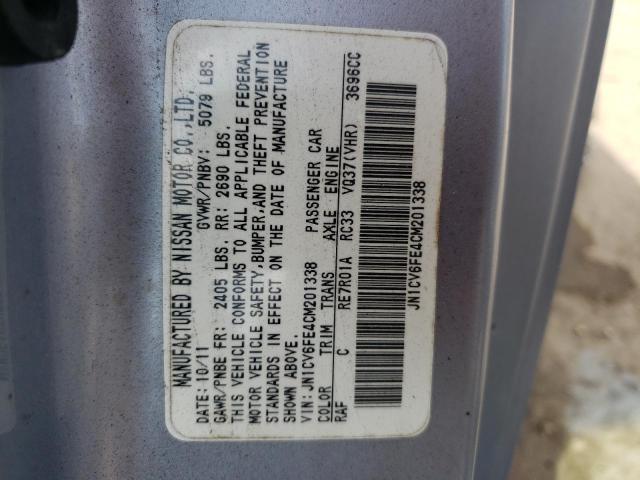 MANUFACTURED BY NISSAN MOTOR CO.,LTD.
DATE: 10/11 GVWR/PNBV: 5079 LBS.
GAWR/PNBE FR: 2405 LBS. RR: 2690 LBS.
THIS VEHICLE CONFORMS TO ALL APPLICABLE FEDERAL
MOTOR VEHICLE SAFETY, BUMPER, AND THEFT PREVENTION
STANDARDS IN EFFECT ON THE DATE OF MANUFACTURE
SHOWN ABOVE.
VIN: JN1CV6FE4CM201338 PASSENGER CAR
COLOR TRIM TRANS AXLE ENGINE
RAF C RE7R01A RC33 VQ37(VHR) 3696CC
JN1CV6FE4CM201338